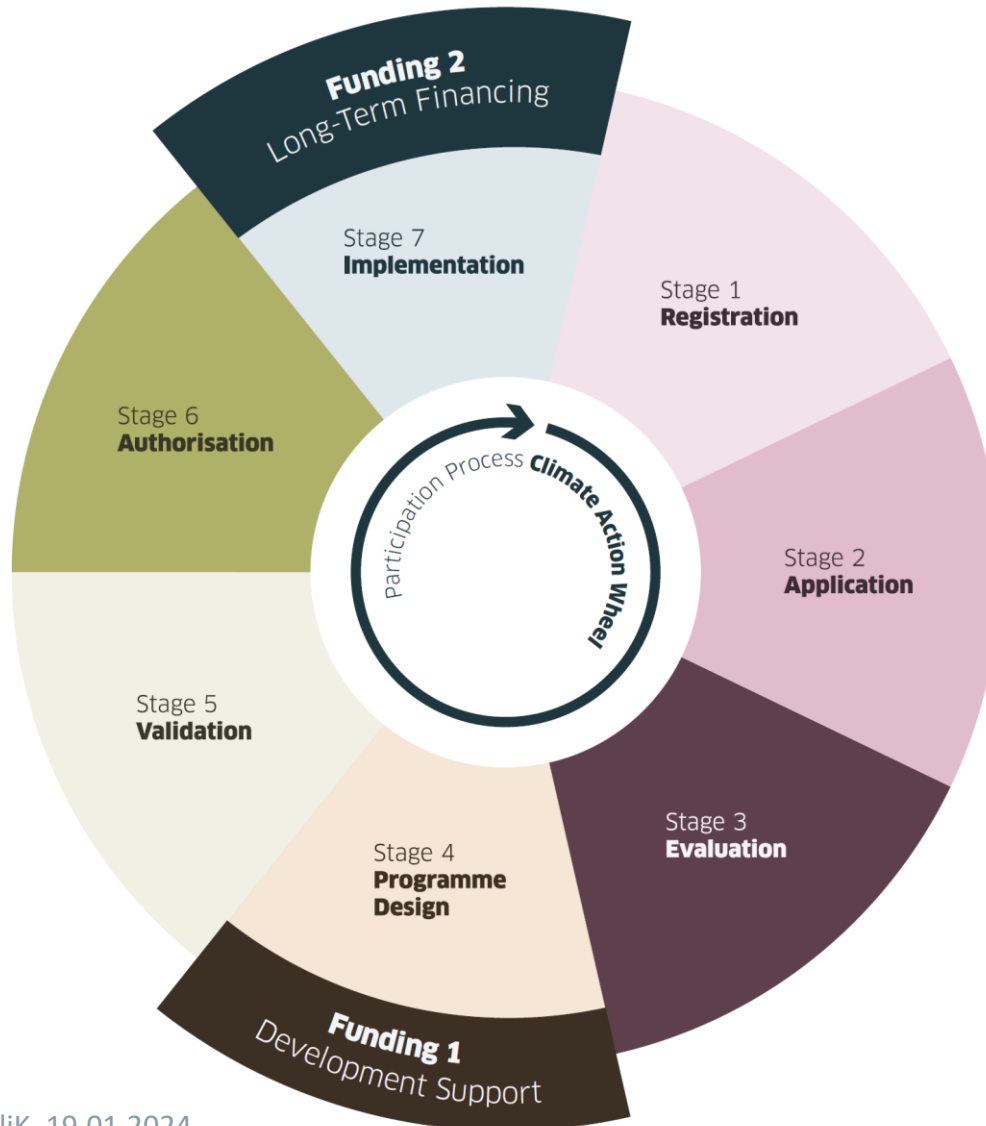 Funding 2
Long-Term Financing
Stage 7
Implementation
Stage 1
Registration
Stage 6
Authorisation
Participation Process Climate Action Wheel
Stage 2
Application
Stage 5
Validation
Stage 3
Evaluation
Stage 4
Programme
Design
Funding 1
Development Support
19.01.2024